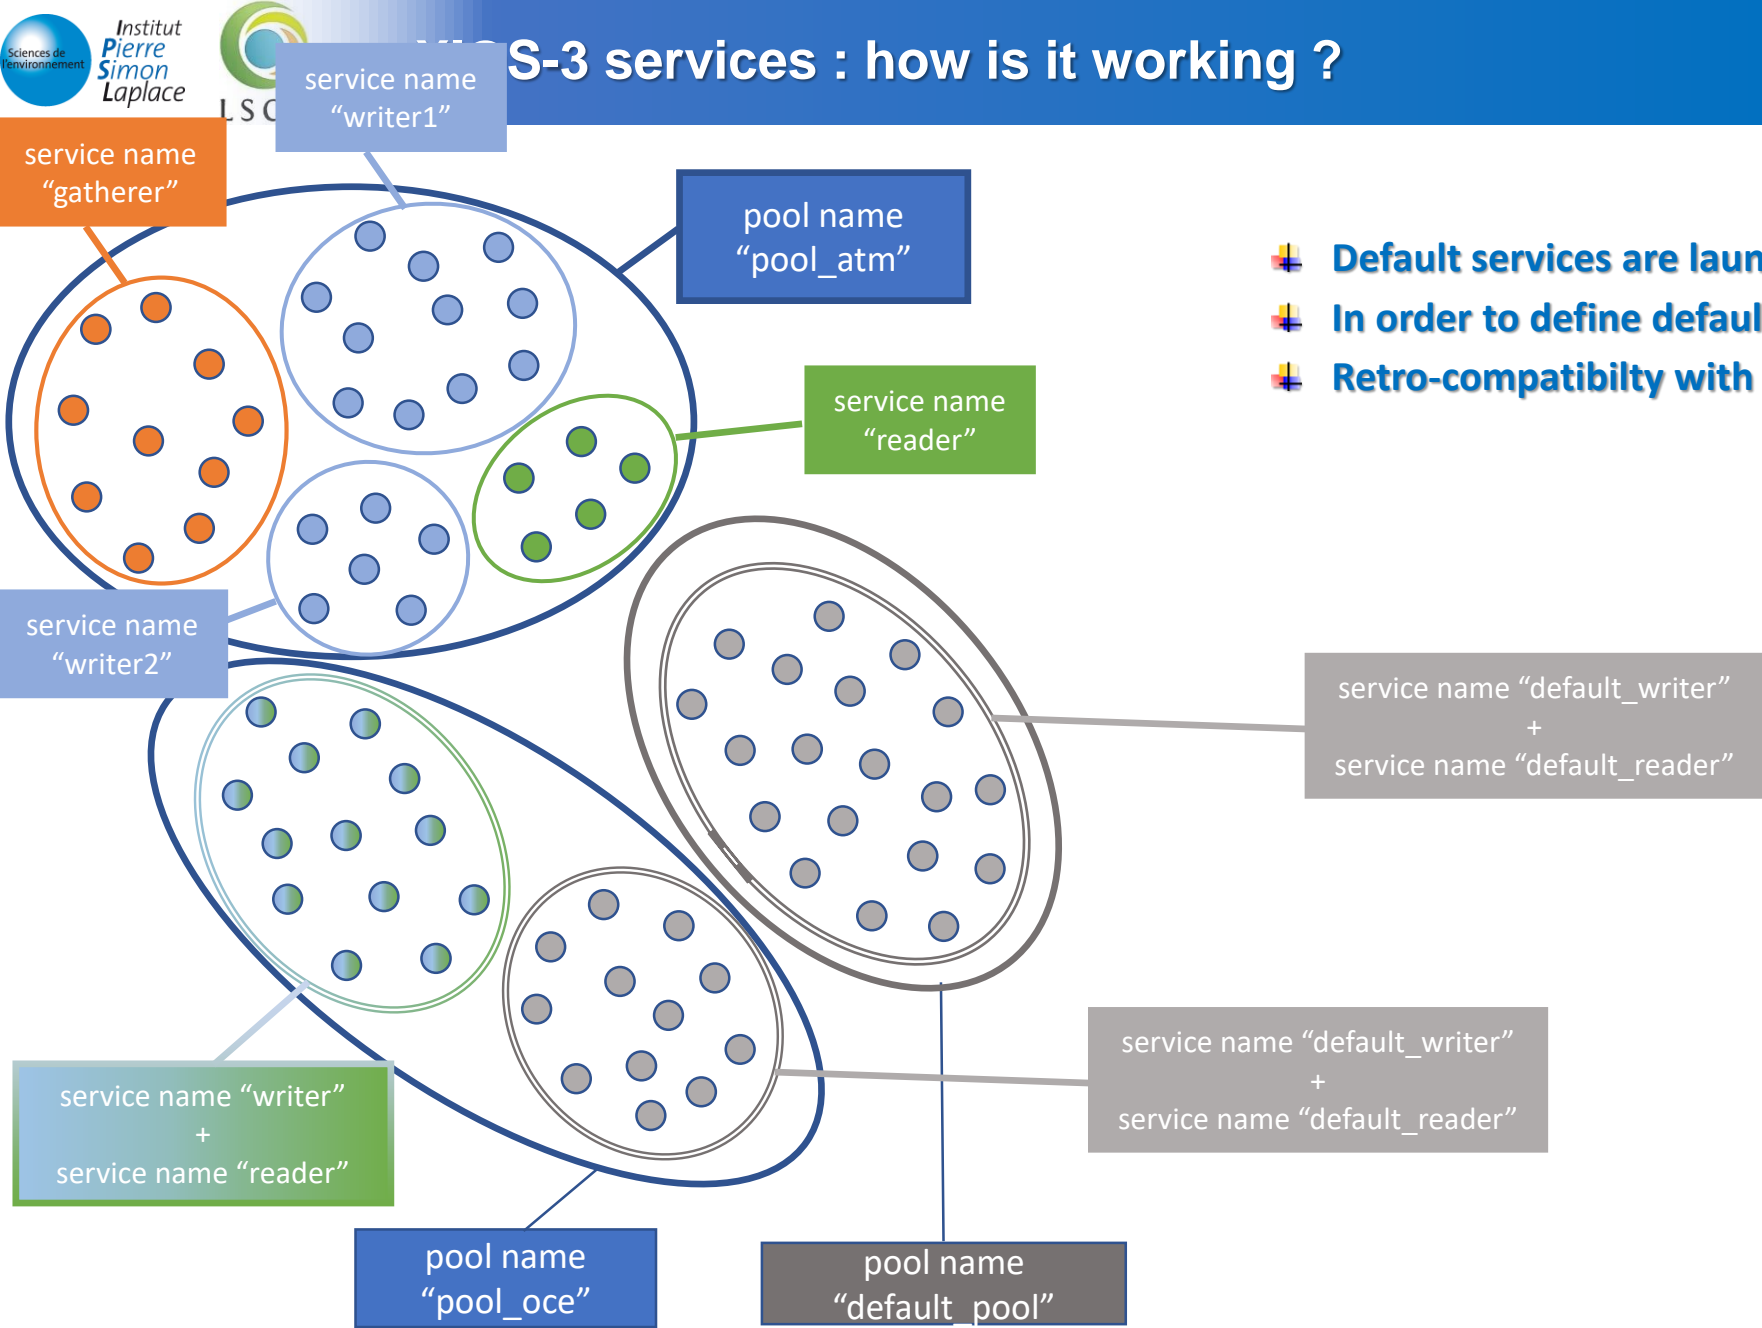 Sciences de
l'environnement
Institut
Pierre
Simon
Laplace
S-3 services : how is it working ?
service name
“writer1”
service name
“gatherer”
pool name
“pool_atm”
Default services are
In order to define
Retro-compatibilty with
service name
“reader”
service name
“writer2”
service name “default_writer”
+
service name “default_reader”
service name “default_writer”
+
service name “default_reader”
service name “writer”
+
service name “reader”
pool name
“pool_oce”
pool name
“default_pool”